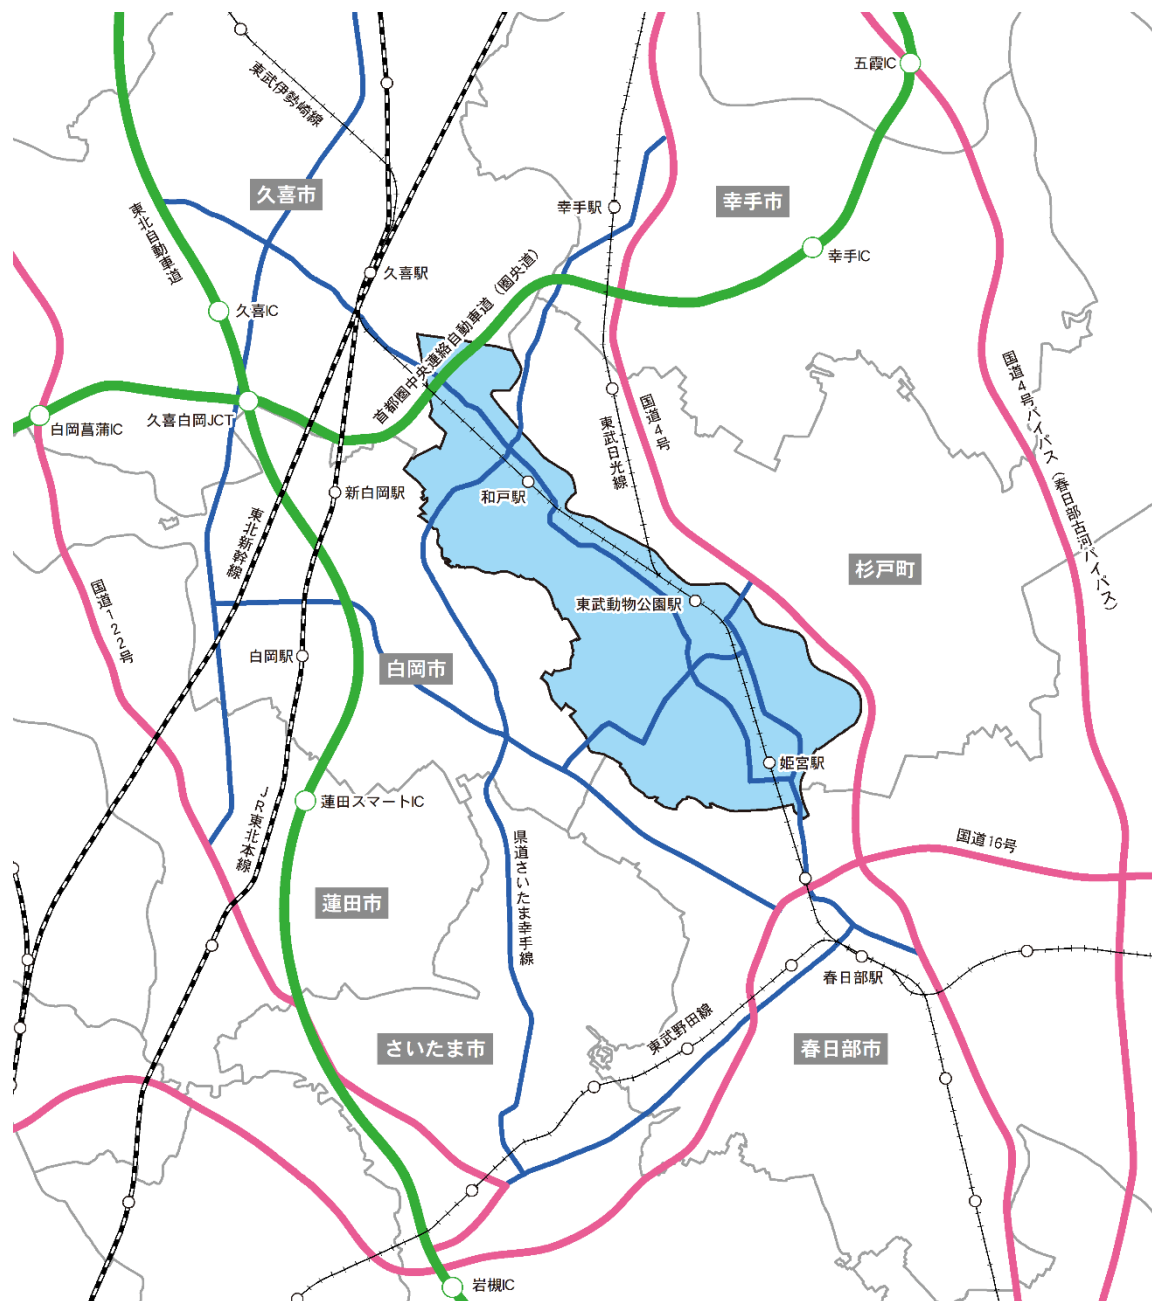 五霞IC
東武伊勢崎線
久喜市
幸手市
幸手駅
東北自動車道
幸手IC
久喜駅
久喜IC
首都圏中央連絡自動車道（圏央道）
国道4号バイパス（春日部古河バイパス）
国道4号
白岡菖蒲IC
久喜白岡JCT
東武日光線
新白岡駅
和戸駅
東北新幹線
杉戸町
国道122号
東武動物公園駅
白岡駅
白岡市
姫宮駅
蓮田スマートIC
JR東北本線
県道さいたま幸手線
国道16号
蓮田市
春日部駅
東武野田線
さいたま市
春日部市
岩槻IC